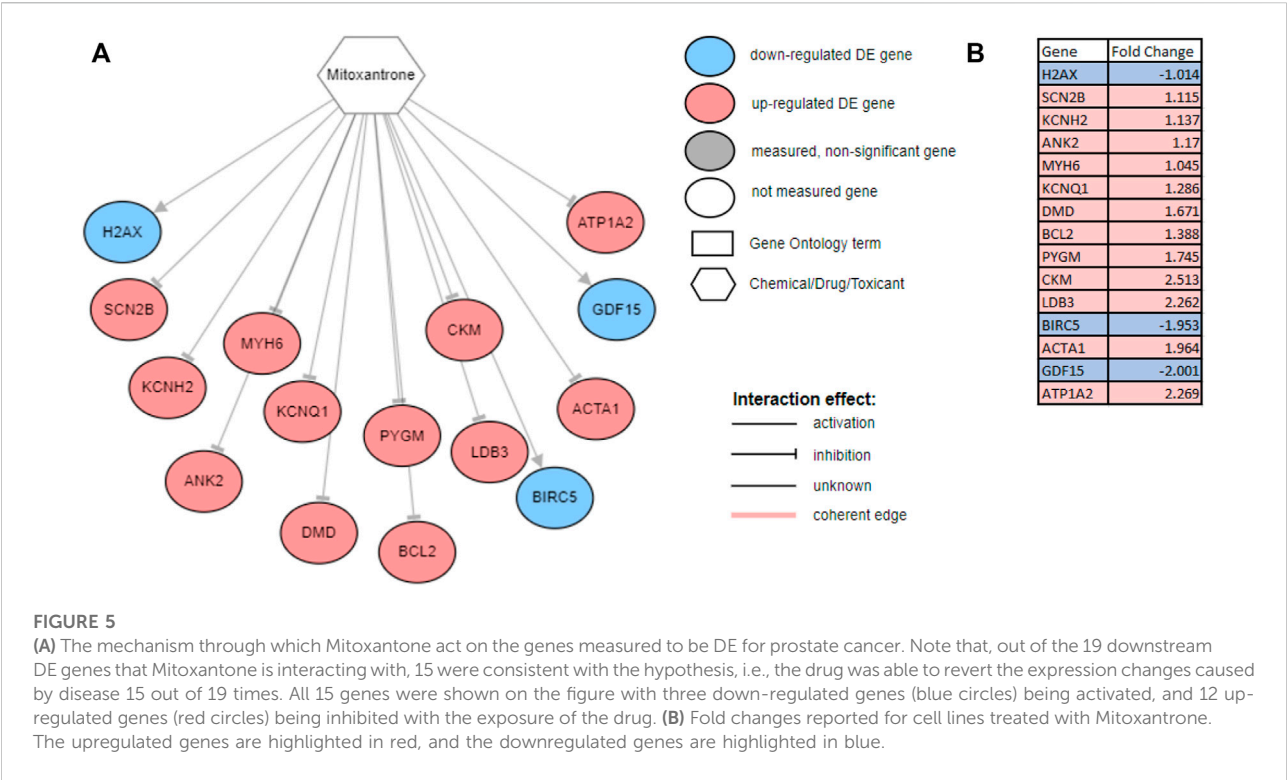 A
Mitoxantrone
H2AX
SCN2B
KCNH2
MYH6
ANK2
KCNQ1
DMD
PYGM
BCL2
CKM
LDB3
BIRC5
ACTA1
GDF15
ATP1A2
down-regulated DE gene
up-regulated DE gene
measured, non-significant gene
not measured gene
Gene Ontology term
Chemical/Drug/Toxicant
Interaction effect:
activation
inhibition
unknown
coherent edge
B
Gene Fold Change
H2AX -1.014
SCN2B 1.115
KCNH2 1.137
ANK2 1.17
MYH6 1.045
KCNQ1 1.286
DMD 1.671
BCL2 1.388
PYGM 1.745
CKM 2.513
LDB3 2.262
BIRC5 -1.953
ACTA1 1.964
GDF15 -2.001
ATP1A2 2.269
FIGURE 5
(A) The mechanism through which Mitoxantone act on the genes measured to be DE for prostate cancer. Note that, out of the 19 downstream
DE genes that Mitoxantone is interacting with, 15 were consistent with the hypothesis, i.e., the drug was able to revert the expression changes caused
by disease 15 out of 19 times. All 15 genes were shown on the figure with three down-regulated genes (blue circles) being activated, and 12 up-
regulated genes (red circles) being inhibited with the exposure of the drug. (B) Fold changes reported for cell lines treated with Mitoxantrone.
The upregulated genes are highlighted in red, and the downregulated genes are highlighted in blue.